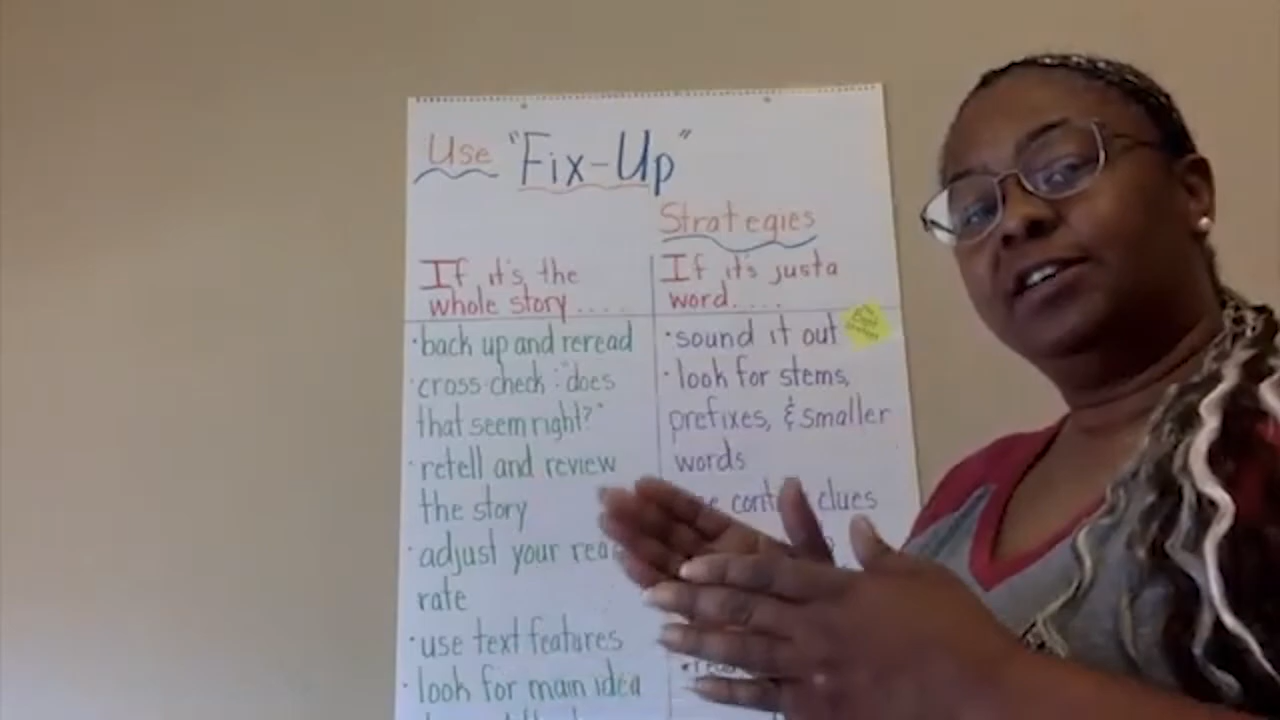 Use "Fix-Up"
Strategies
If it's the
whole story....
·back up and reread
·cross-check: "does
that seem right?"
·retell and review
the story
·adjust your
rate
·use text features
·look for main idea
If it's just a
word....
·sound it out
·look for stems,
prefixes, & smaller
words
clues